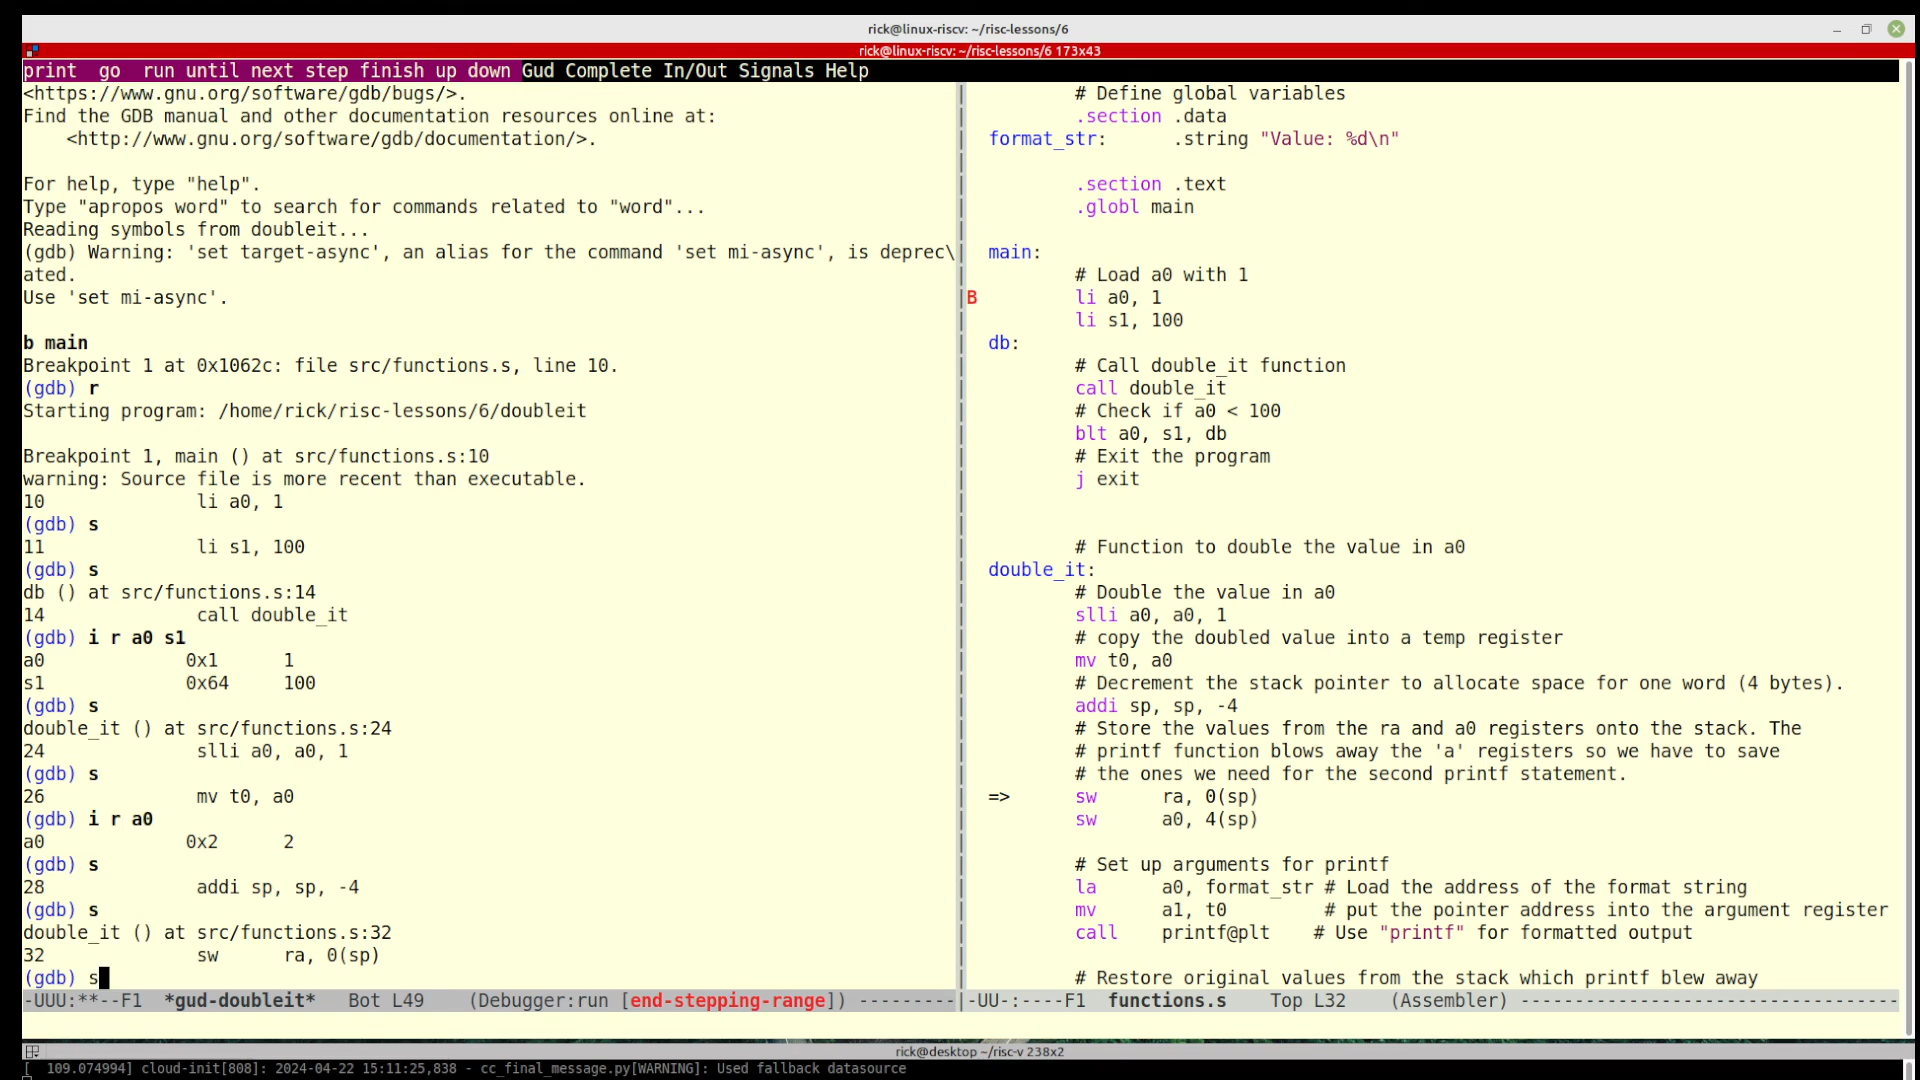 rick@linux-riscv: ~/risc-lessons/6
rick@linux-riscv: ~/risc-lessons/6 173x43
print  go  run until next step finish up down Gud Complete In/Out Signals Help
<https://www.gnu.org/software/gdb/bugs/>.
Find the GDB manual and other documentation resources online at:
    <http://www.gnu.org/software/gdb/documentation/>.
For help, type "help".
Type "apropos word" to search for commands related to "word"...
Reading symbols from doubleit...
(gdb) Warning: 'set target-async', an alias for the command 'set mi-async', is deprec\
ated.
Use 'set mi-async'.
b main
Breakpoint 1 at 0x1062c: file src/functions.s, line 10.
(gdb) r
Starting program: /home/rick/risc-lessons/6/doubleit
Breakpoint 1, main () at src/functions.s:10
warning: Source file is more recent than executable.
10              li a0, 1
(gdb) s
11              li s1, 100
(gdb) s
db () at src/functions.s:14
14              call double_it
(gdb) i r a0 s1
a0             0x1      1
s1             0x64     100
(gdb) s
double_it () at src/functions.s:24
24              slli a0, a0, 1
(gdb) s
26              mv t0, a0
(gdb) i r a0
a0             0x2      2
(gdb) s
28              addi sp, sp, -4
(gdb) s
double_it () at src/functions.s:32
32              sw      ra, 0(sp)
(gdb) s
-UUU:**--F1  *gud-doubleit*   Bot L49    (Debugger:run [end-stepping-range]) ---------
        # Define global variables
        .section .data
format_str:      .string "Value: %d\n"
        .section .text
        .globl main
main:
        # Load a0 with 1
B        li a0, 1
        li s1, 100
db:
        # Call double_it function
        call double_it
        # Check if a0 < 100
        blt a0, s1, db
        # Exit the program
        j exit
        # Function to double the value in a0
double_it:
        # Double the value in a0
        slli a0, a0, 1
        # copy the doubled value into a temp register
        mv t0, a0
        # Decrement the stack pointer to allocate space for one word (4 bytes).
        addi sp, sp, -4
        # Store the values from the ra and a0 registers onto the stack. The
        # printf function blows away the 'a' registers so we have to save
        # the ones we need for the second printf statement.
=>      sw      ra, 0(sp)
        sw      a0, 4(sp)
        # Set up arguments for printf
        la      a0, format_str # Load the address of the format string
        mv      a1, t0         # put the pointer address into the argument register
        call    printf@plt    # Use "printf" for formatted output
        # Restore original values from the stack which printf blew away
-UU-:----F1  functions.s    Top L32    (Assembler) -----------------------------------
rick@desktop ~/risc-v 238x2
[  109.074994] cloud-init[808]: 2024-04-22 15:11:25,838 - cc_final_message.py[WARNING]: Used fallback datasource